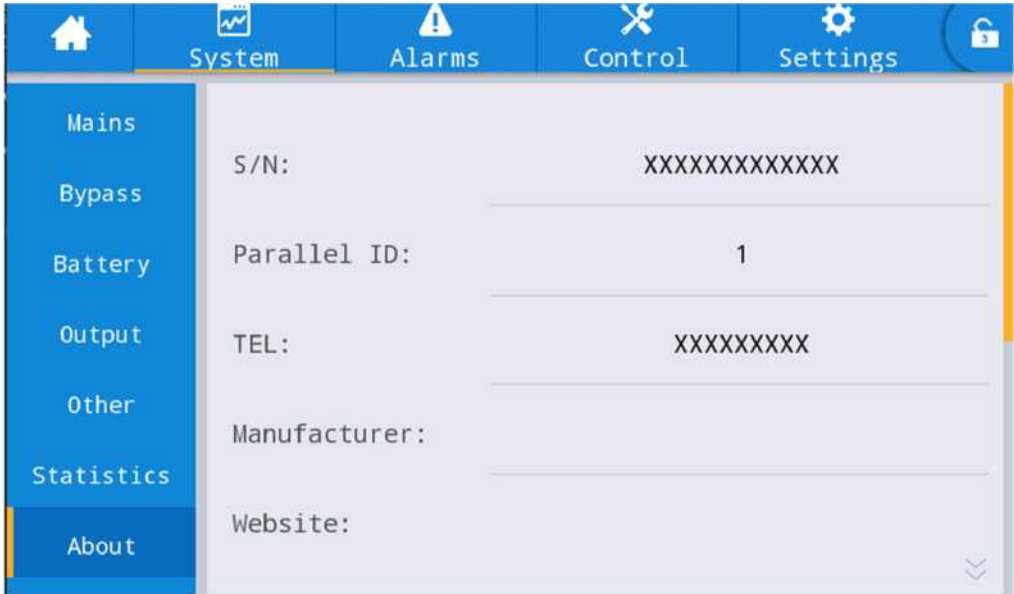 System
Alarms
Control
Settings
3
Mains
Bypass
Battery
Output
Other
Statistics
About
S/N: XXXXXXXXXXXXX
Parallel ID: 1
TEL: XXXXXXXXX
Manufacturer:
Website: